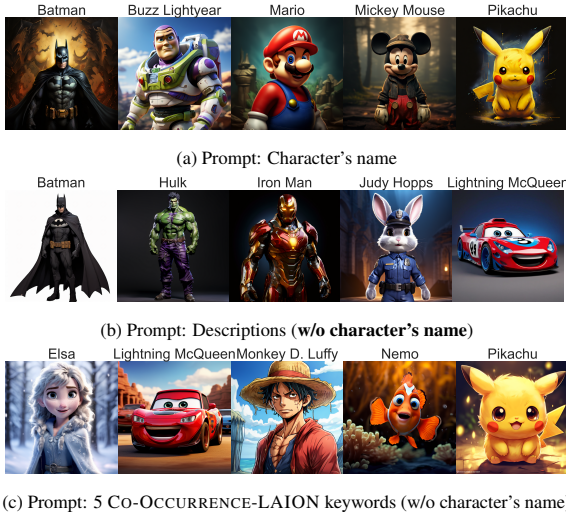 Batman Buzz Lightyear Mario Mickey Mouse Pikachu
(a) Prompt: Character's name
Batman Hulk Iron Man Judy Hopps Lightning McQueen
(b) Prompt: Descriptions (w/o character's name)
Elsa Lightning McQueen Monkey D. Luffy Nemo Pikachu
(c) Prompt: 5 CO-OCCURRENCE-LAION keywords (w/o character's name